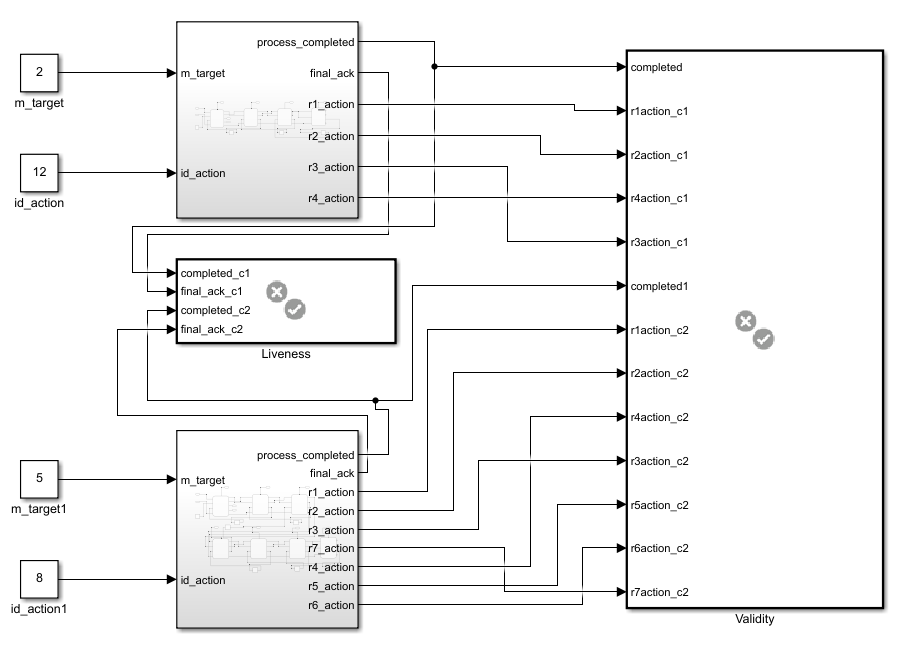 2
m_target
12
id_action
m_target
id_action
process_completed
final_ack
r1_action
r2_action
r3_action
r4_action
completed_c1
final_ack_c1
completed_c2
final_ack_c2
Liveness
5
m_target1
8
id_action1
m_target
id_action
process_completed
final_ack
r1_action
r2_action
r3_action
r7_action
r4_action
r5_action
r6_action
completed
r1action_c1
r2action_c1
r4action_c1
r3action_c1
completed1
r1action_c2
r2action_c2
r4action_c2
r3action_c2
r5action_c2
r6action_c2
r7action_c2
Validity